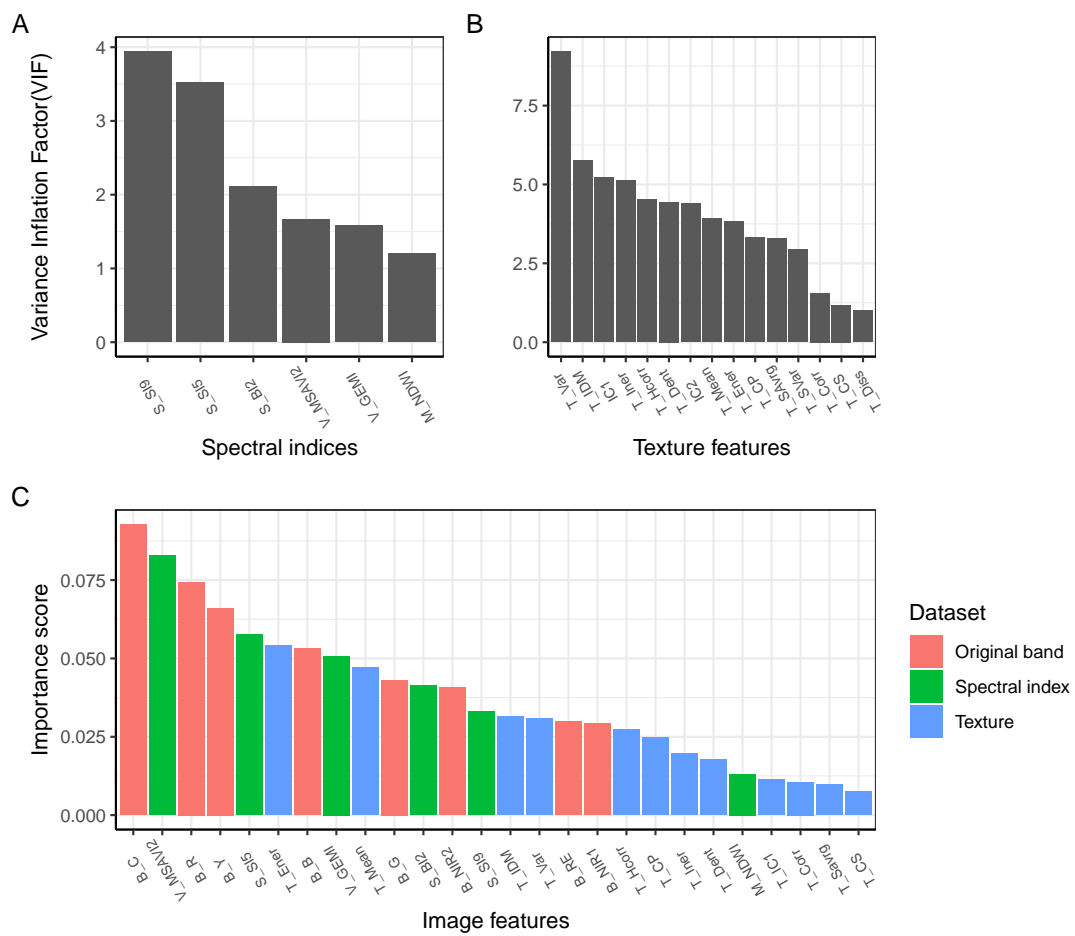 A
Variance Inflation Factor(VIF)
4
3
2
1
0
S_SI9
S_SI5
S_BI2
V_MSAVI2
V_GEMI
M_NDWI
Spectral indices
B
7.5
5.0
2.5
0.0
T_Var
T_IDM
IC1
T_Iner
T_Hcorr
T_Dent
IC2
T_Mean
T_Ener
T_CP
T_SAvrg
T_SVar
T_Corr
T_CS
T_Diss
Texture features
C
Importance score
0.075
0.050
0.025
0.000
B_C
V_MSAVI2
B_R
B_Y
S_SI5
T_Ener
B_B
V_GEMI
T_Mean
B_G
S_BI2
B_NIR2
S_SI9
T_IDM
T_Var
B_RE
B_NIR1
T_Hcorr
T_CP
T_Iner
T_Dent
M_NDWI
T_IC1
T_Corr
T_Savrg
T_CS
Image features
Dataset
Original band
Spectral index
Texture